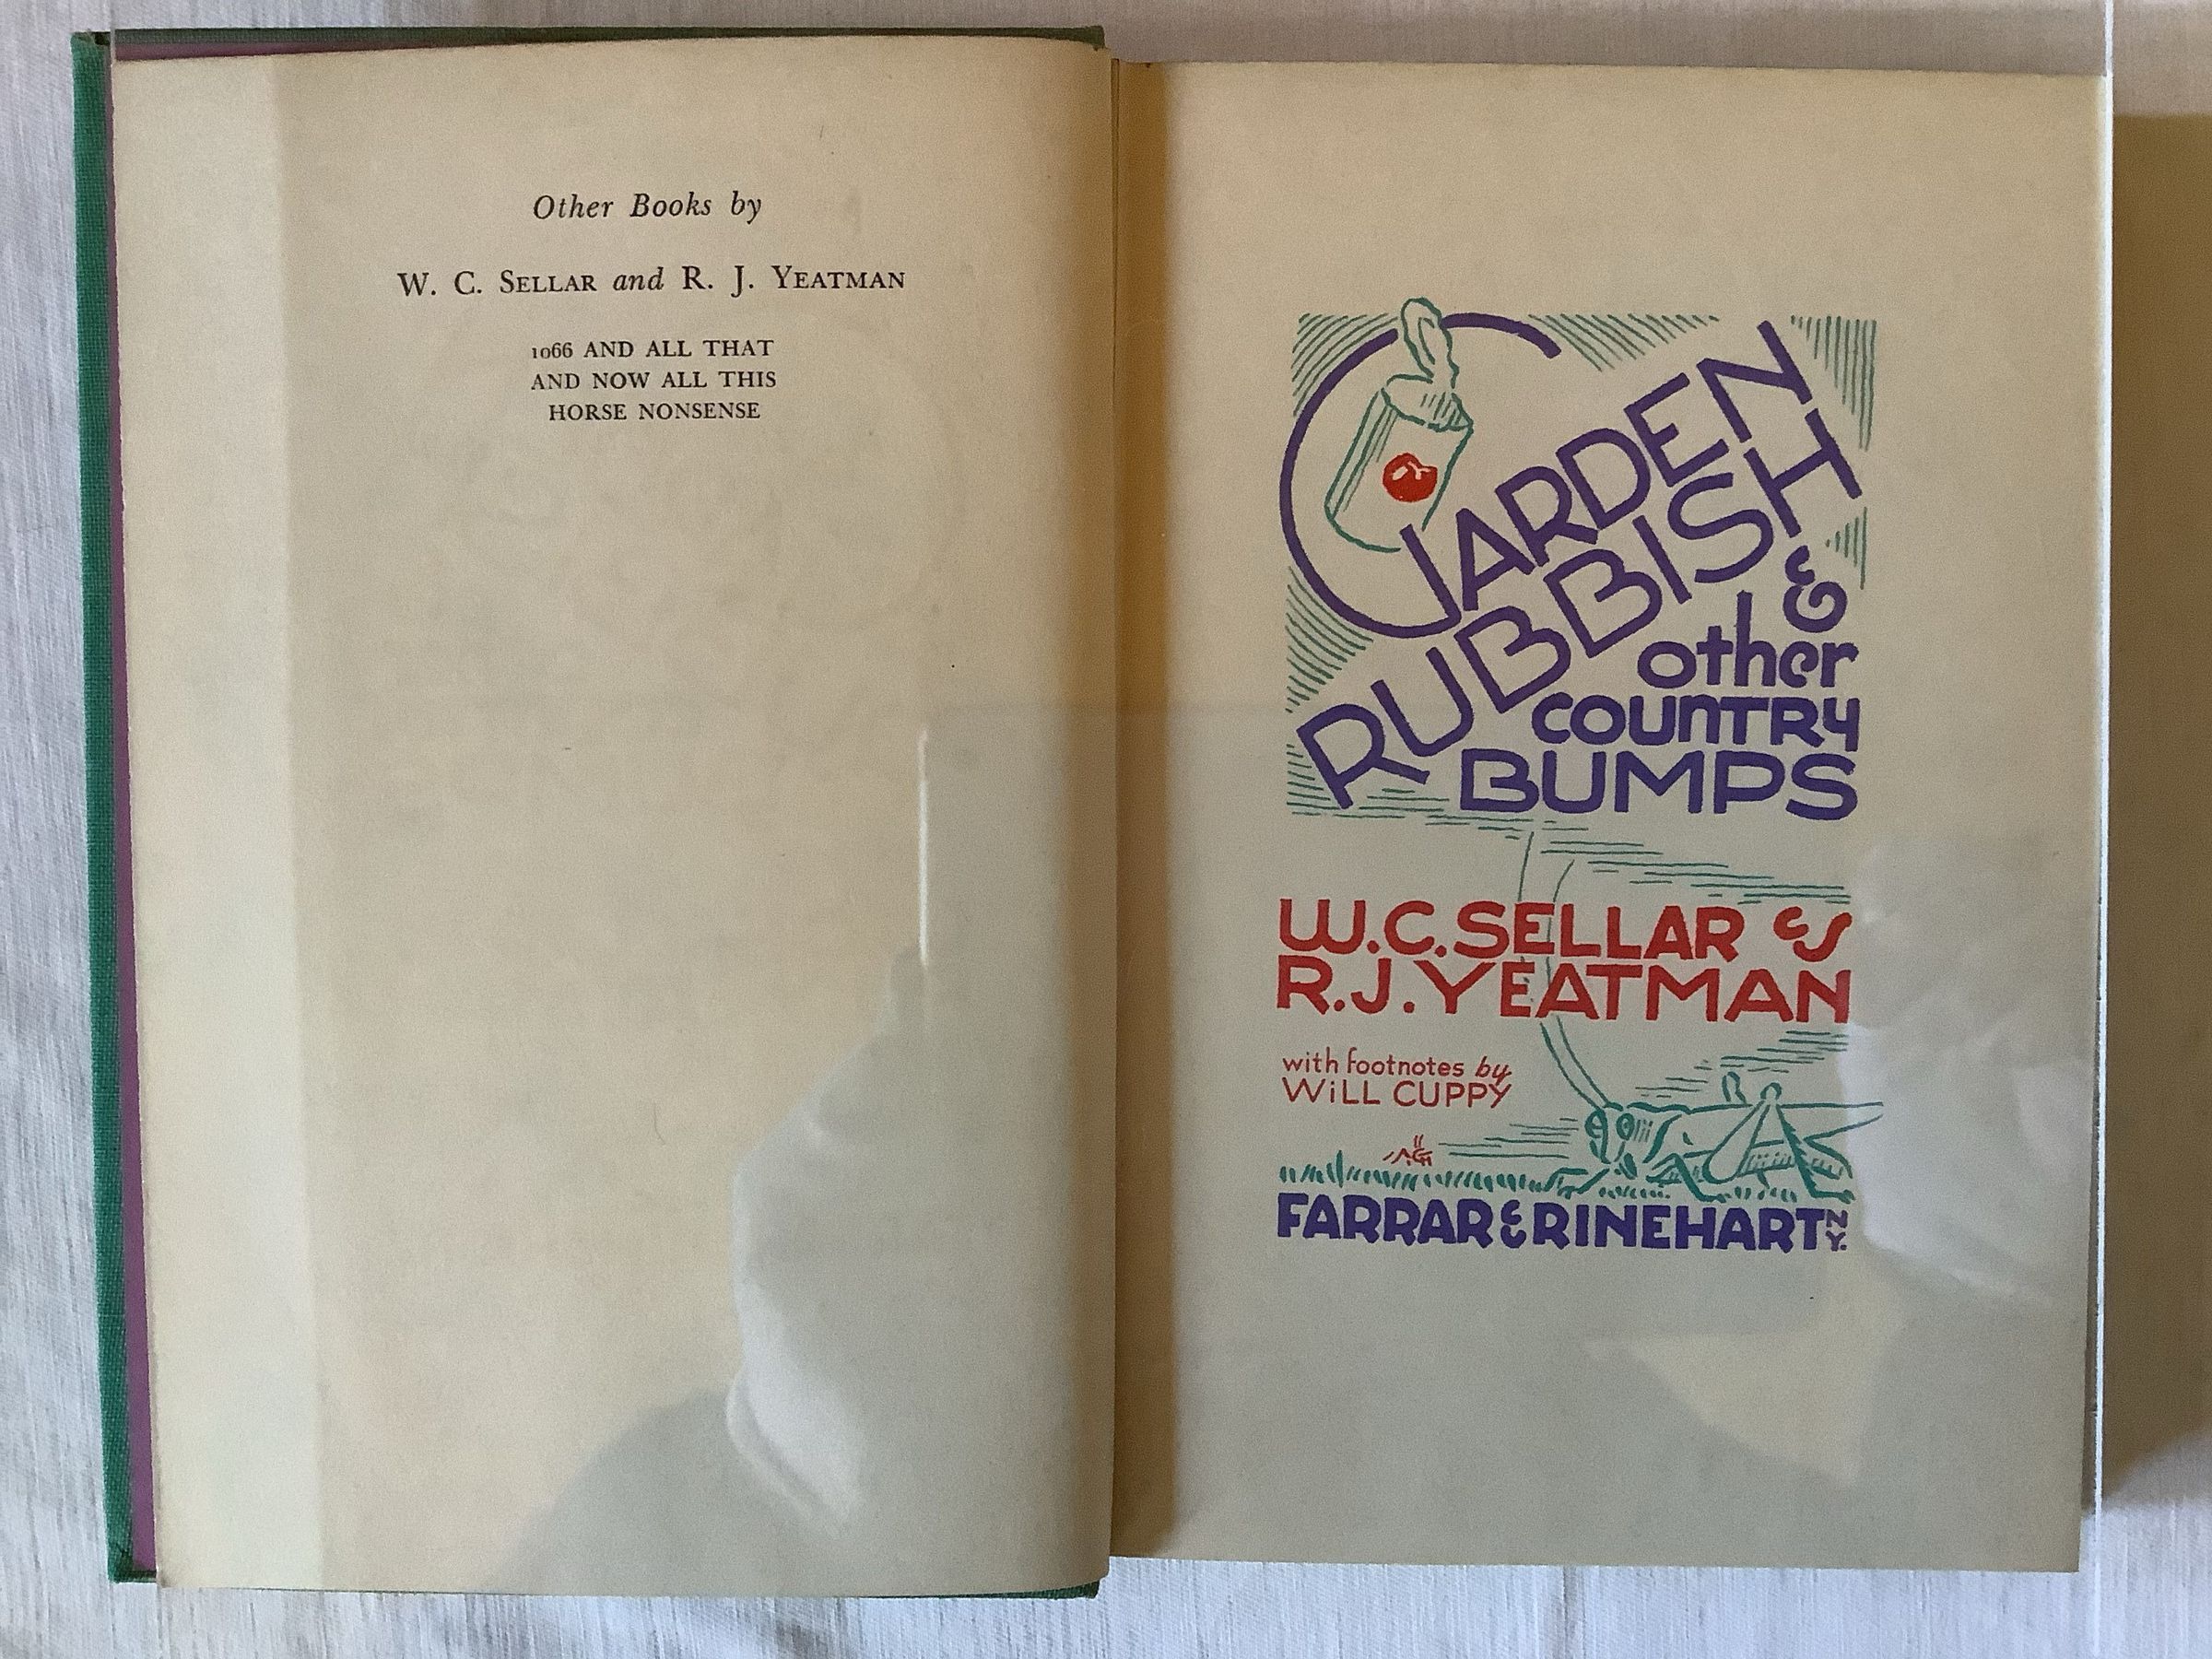 Other Books by
W. C. SELLAR and R. J. YEATMAN
1066 AND ALL THAT
AND NOW ALL THIS
HORSE NONSENSE
GARDEN
RUBBISH
&
other
COUNTRY
BUMPS
W.C. SELLAR &
R.J. YEATMAN
with footnotes by
WiLL CUPPY
FARRAR & RINEHART N.Y.